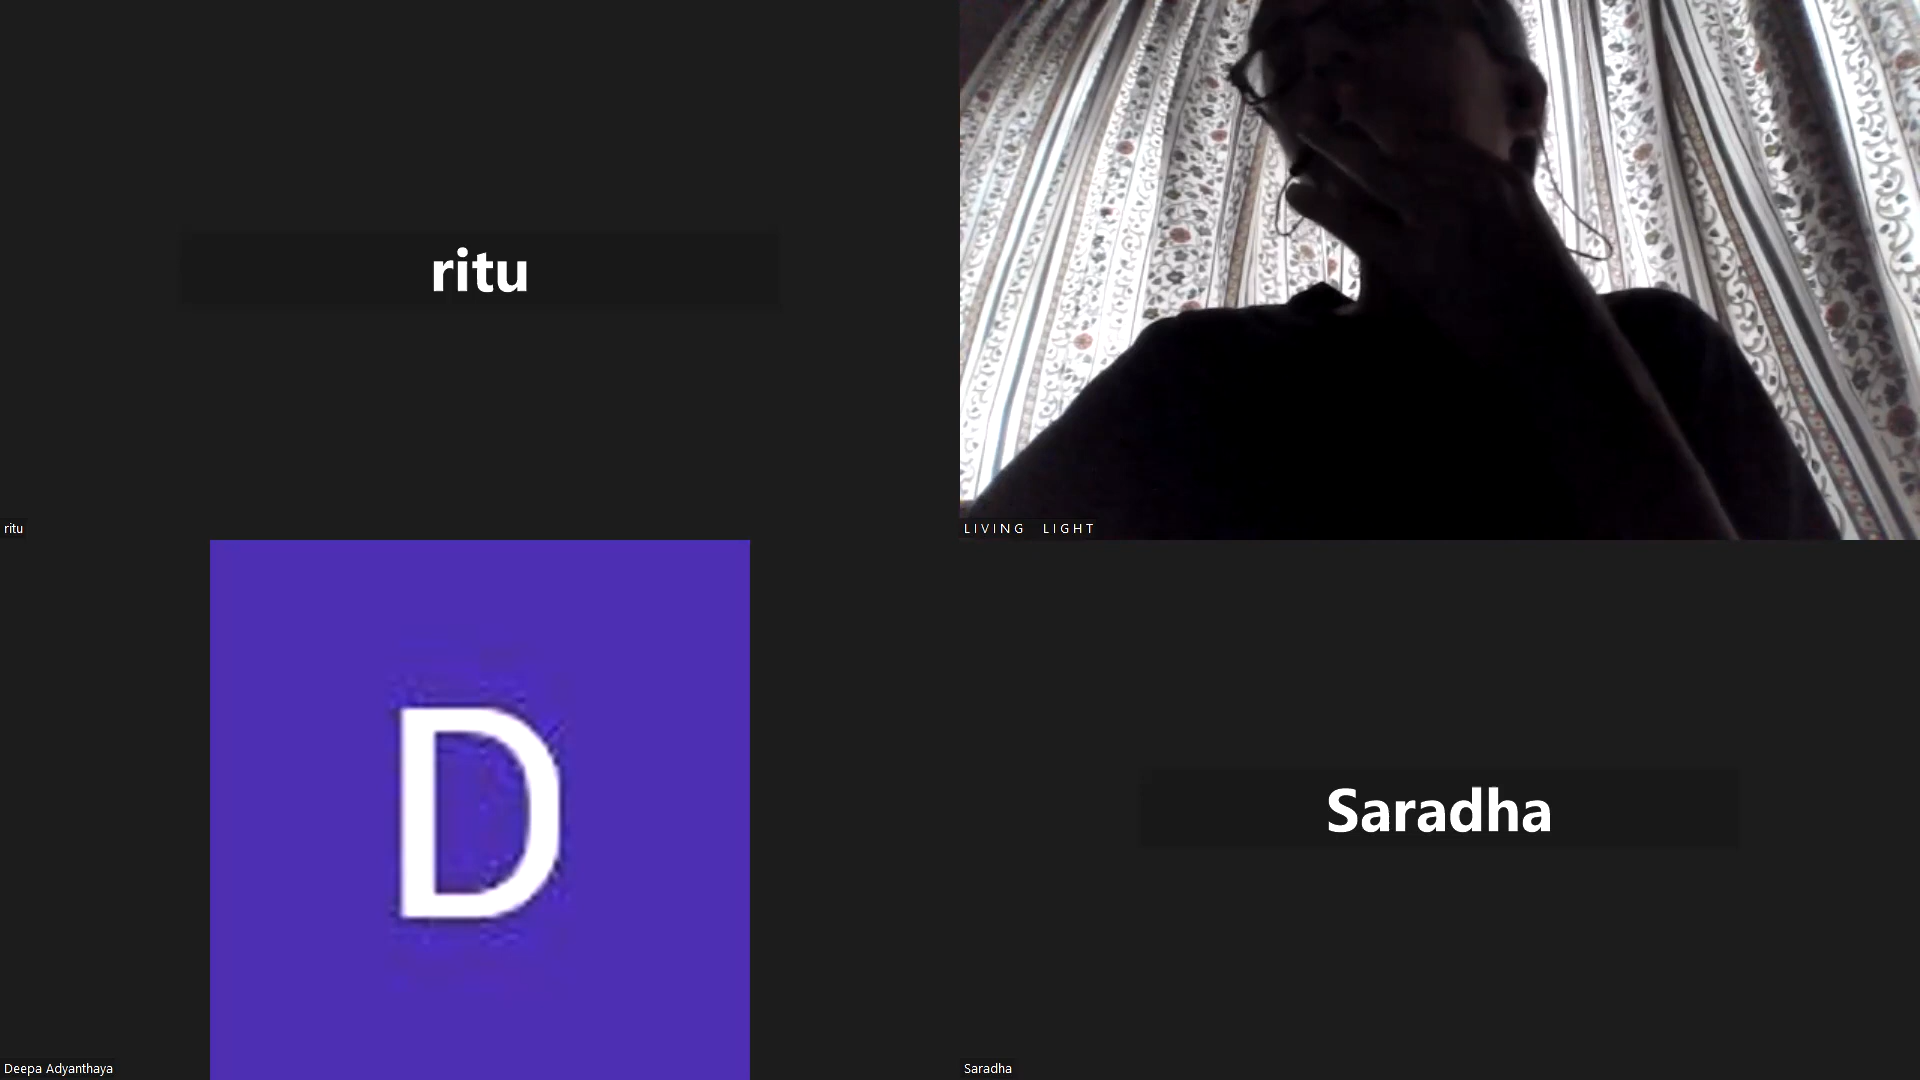 ritu
ritu
LIVING LIGHT
D
Deepa Adyanthaya
Saradha
Saradha